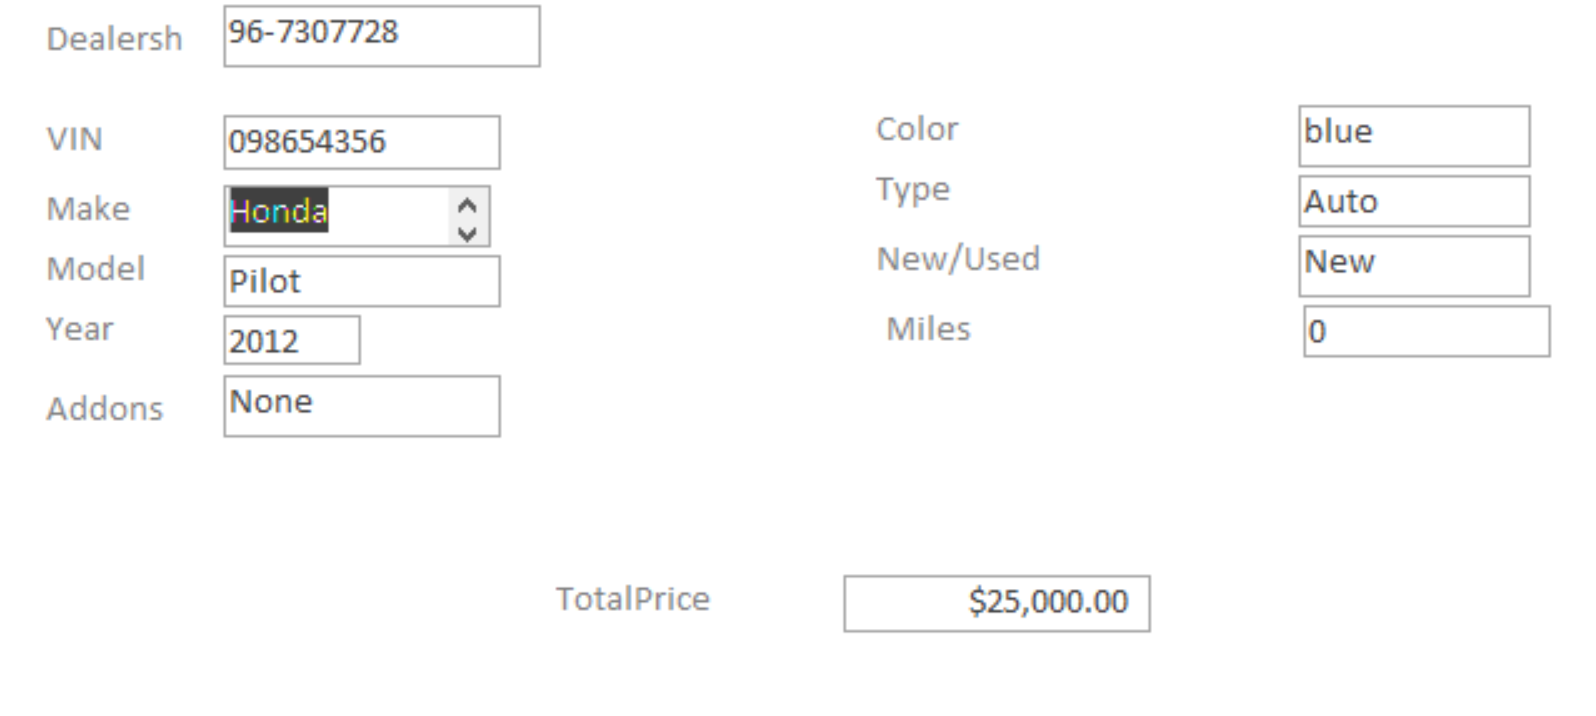 Dealersh 96-7307728
VIN 098654356
Make Honda
Model Pilot
Year 2012
Addons None
Color blue
Type Auto
New/Used New
Miles 0
TotalPrice $25,000.00